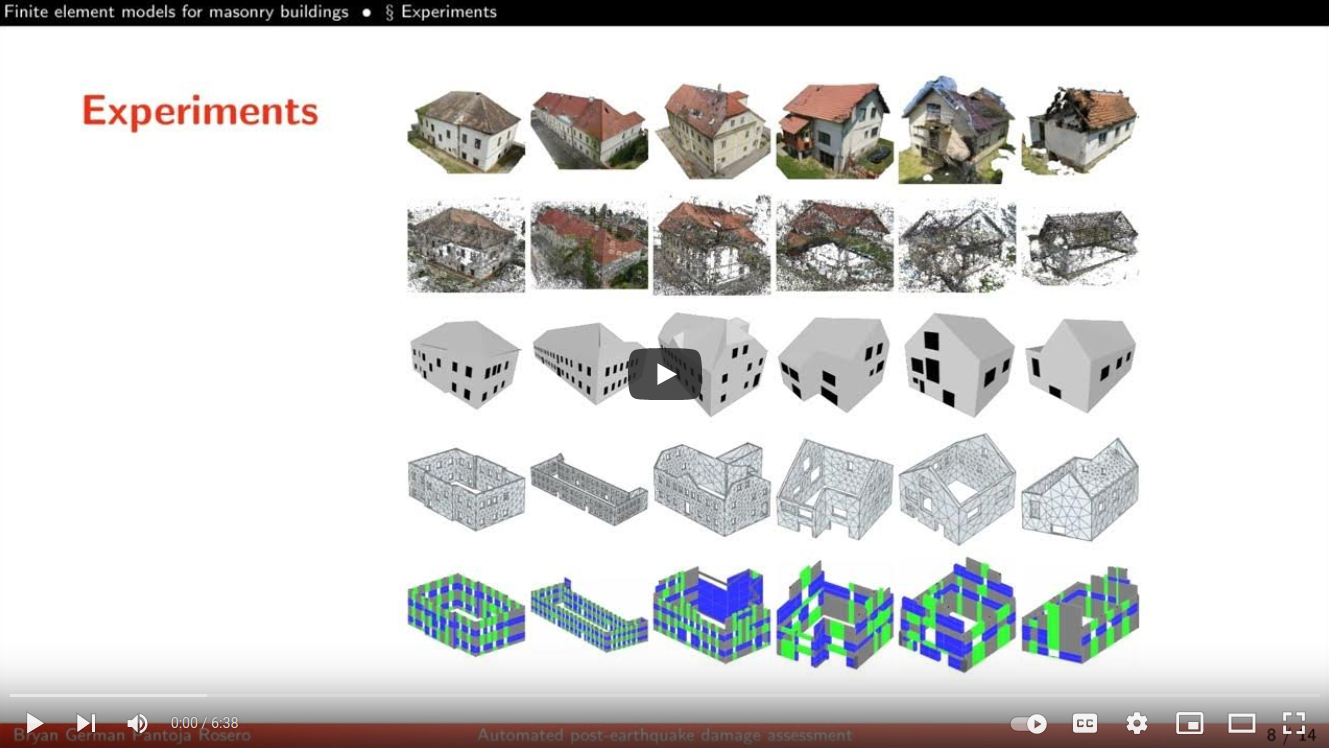 Finite element models for masonry buildings • § Experiments
Experiments
0:00 / 6:38
CC
Bryan German Pantoja Rosero
Automated post-earthquake damage assessment
8 / 14